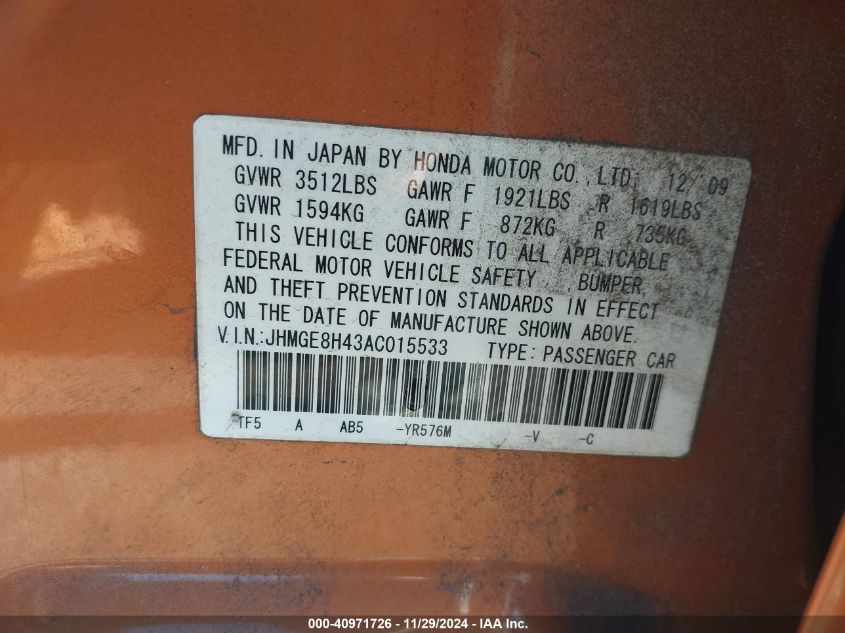 MFD. IN JAPAN BY HONDA MOTOR CO., LTD. 12/'09
GVWR 3512LBS GAWR F 1921LBS R 1619LBS
GVWR 1594KG GAWR F 872KG R 735KG
THIS VEHICLE CONFORMS TO ALL APPLICABLE
FEDERAL MOTOR VEHICLE SAFETY, BUMPER,
AND THEFT PREVENTION STANDARDS IN EFFECT
ON THE DATE OF MANUFACTURE SHOWN ABOVE.
V.I.N.:JHMGE8H43AC015533 TYPE: PASSENGER CAR
TF5 A AB5 -YR576M -V -C
000-40971726 - 11/29/2024 - IAA Inc.